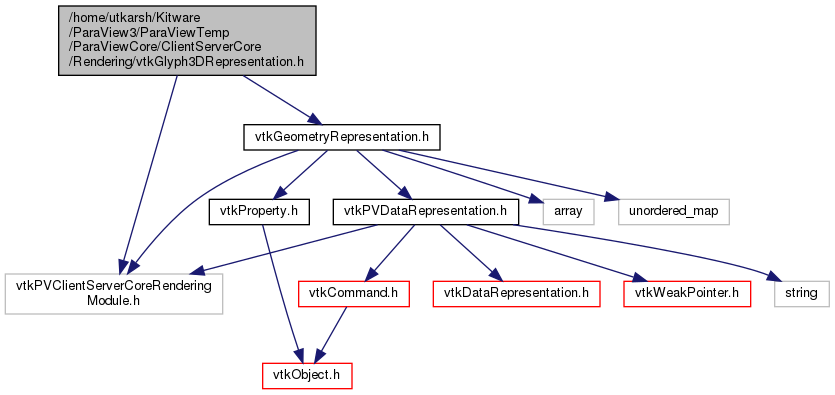 /home/utkarsh/Kitware
/ParaView3/ParaViewTemp
/ParaViewCore/ClientServerCore
/Rendering/vtkGlyph3DRepresentation.h
vtkGeometryRepresentation.h
vtkProperty.h
vtkPVDataRepresentation.h
array
unordered_map
vtkPVClientServerCoreRendering
Module.h
vtkCommand.h
vtkDataRepresentation.h
vtkWeakPointer.h
string
vtkObject.h